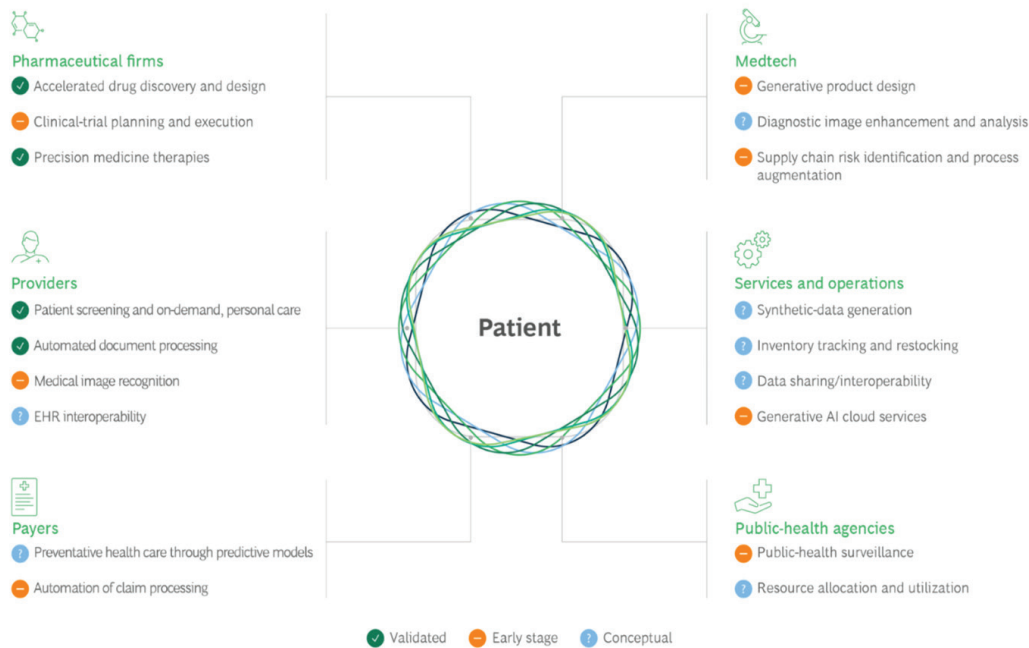 Pharmaceutical firms
Accelerated drug discovery and design
Clinical-trial planning and execution
Precision medicine therapies
Providers
Patient screening and on-demand, personal care
Automated document processing
Medical image recognition
EHR interoperability
Payers
Preventative health care through predictive models
Automation of claim processing
Patient
Medtech
Generative product design
Diagnostic image enhancement and analysis
Supply chain risk identification and process
augmentation
Services and operations
Synthetic-data generation
Inventory tracking and restocking
Data sharing/interoperability
Generative AI cloud services
Public-health agencies
Public-health surveillance
Resource allocation and utilization
Validated
Early stage
Conceptual